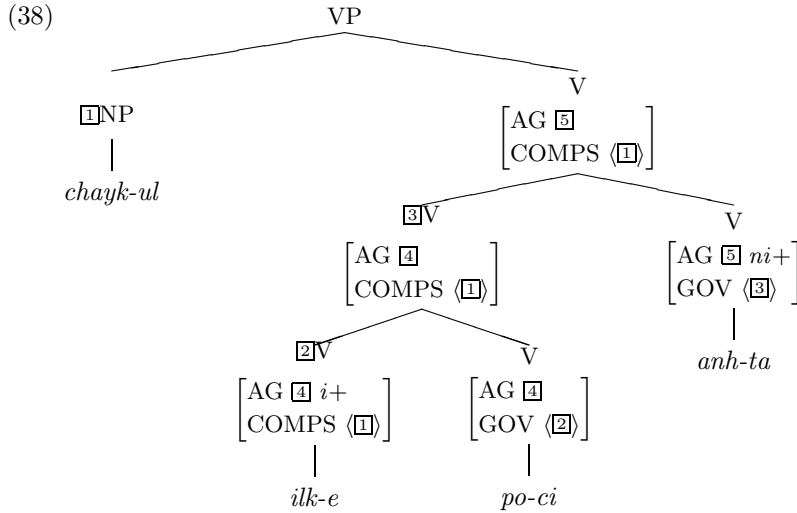 (38) VP
V
1NP
[AG 5
COMPS ⟨1⟩]
chayk-ul
3V V
[AG 4
COMPS ⟨1⟩] [AG 5 ni+
GOV ⟨3⟩]
2V V
anh-ta
[AG 4 i+
COMPS ⟨1⟩] [AG 4
GOV ⟨2⟩]
ilk-e po-ci